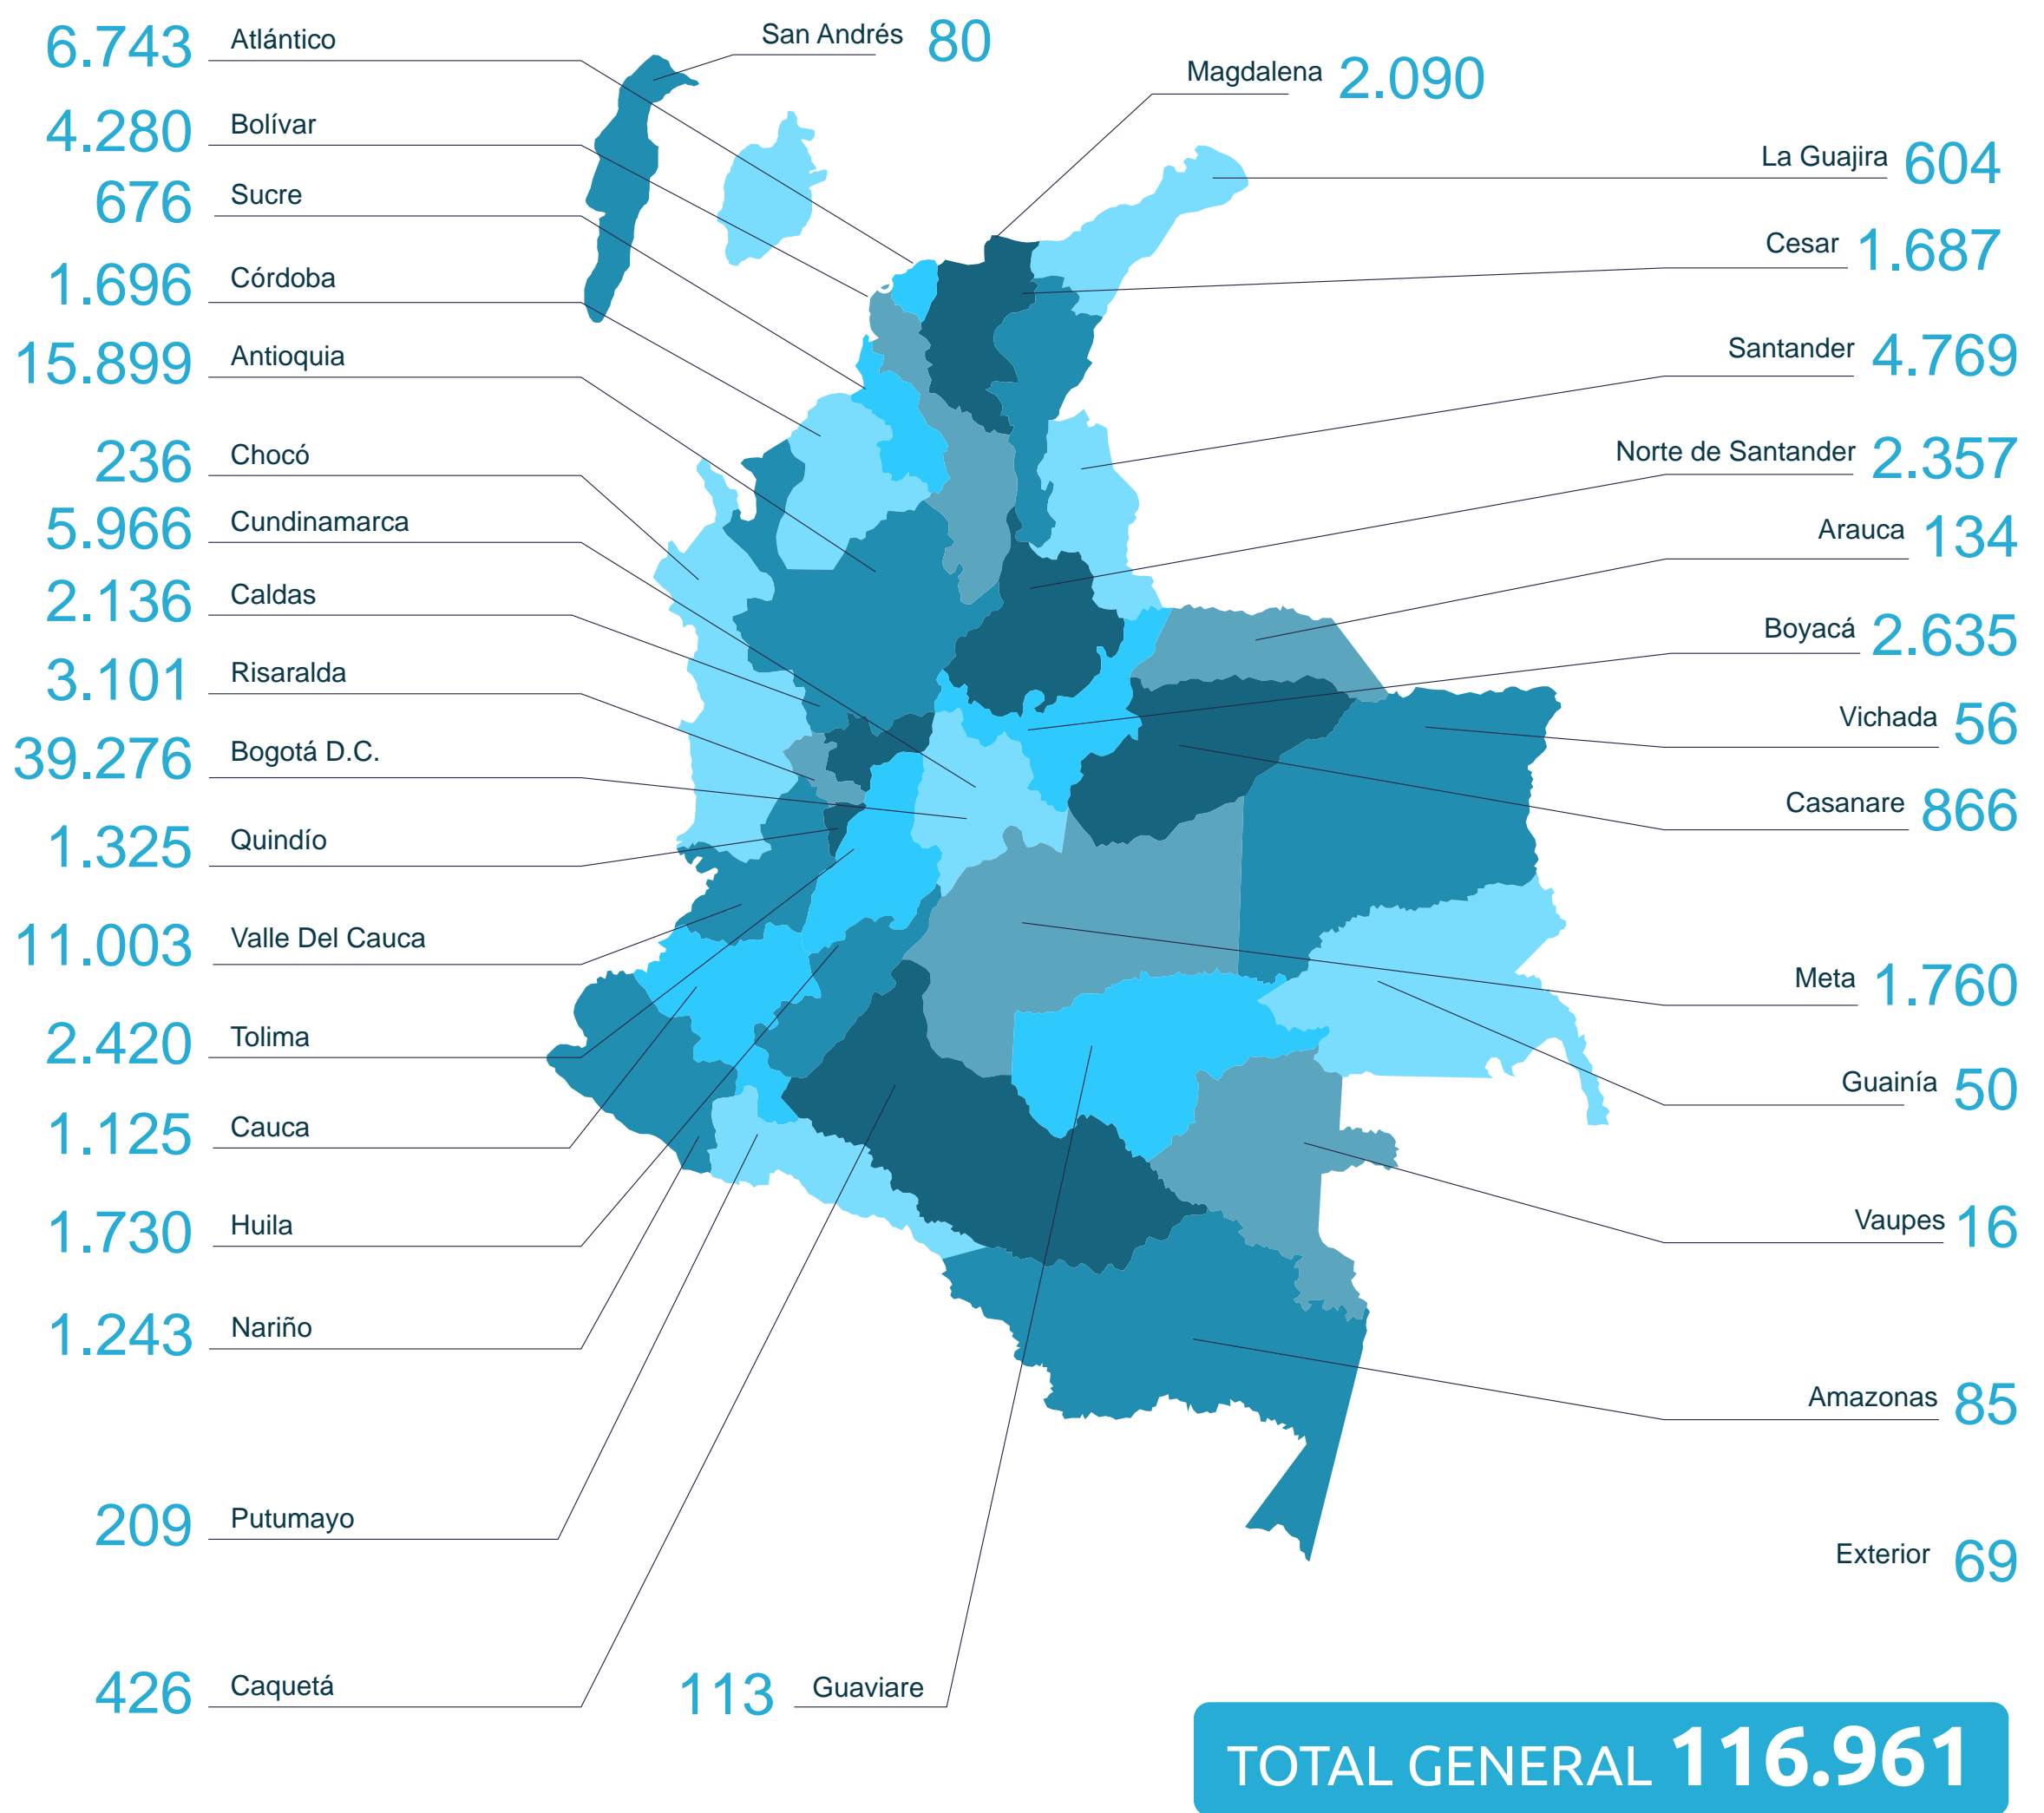 6.743 Atlántico
4.280 Bolívar
676 Sucre
1.696 Córdoba
15.899 Antioquia
236 Chocó
5.966 Cundinamarca
2.136 Caldas
3.101 Risaralda
39.276 Bogotá D.C.
1.325 Quindío
11.003 Valle Del Cauca
2.420 Tolima
1.125 Cauca
1.730 Huila
1.243 Nariño
209 Putumayo
426 Caquetá
113 Guaviare
San Andrés 80
Magdalena 2.090
La Guajira 604
Cesar 1.687
Santander 4.769
Norte de Santander 2.357
Arauca 134
Boyacá 2.635
Vichada 56
Casanare 866
Meta 1.760
Guainía 50
Vaupes 16
Amazonas 85
Exterior 69
TOTAL GENERAL 116.961